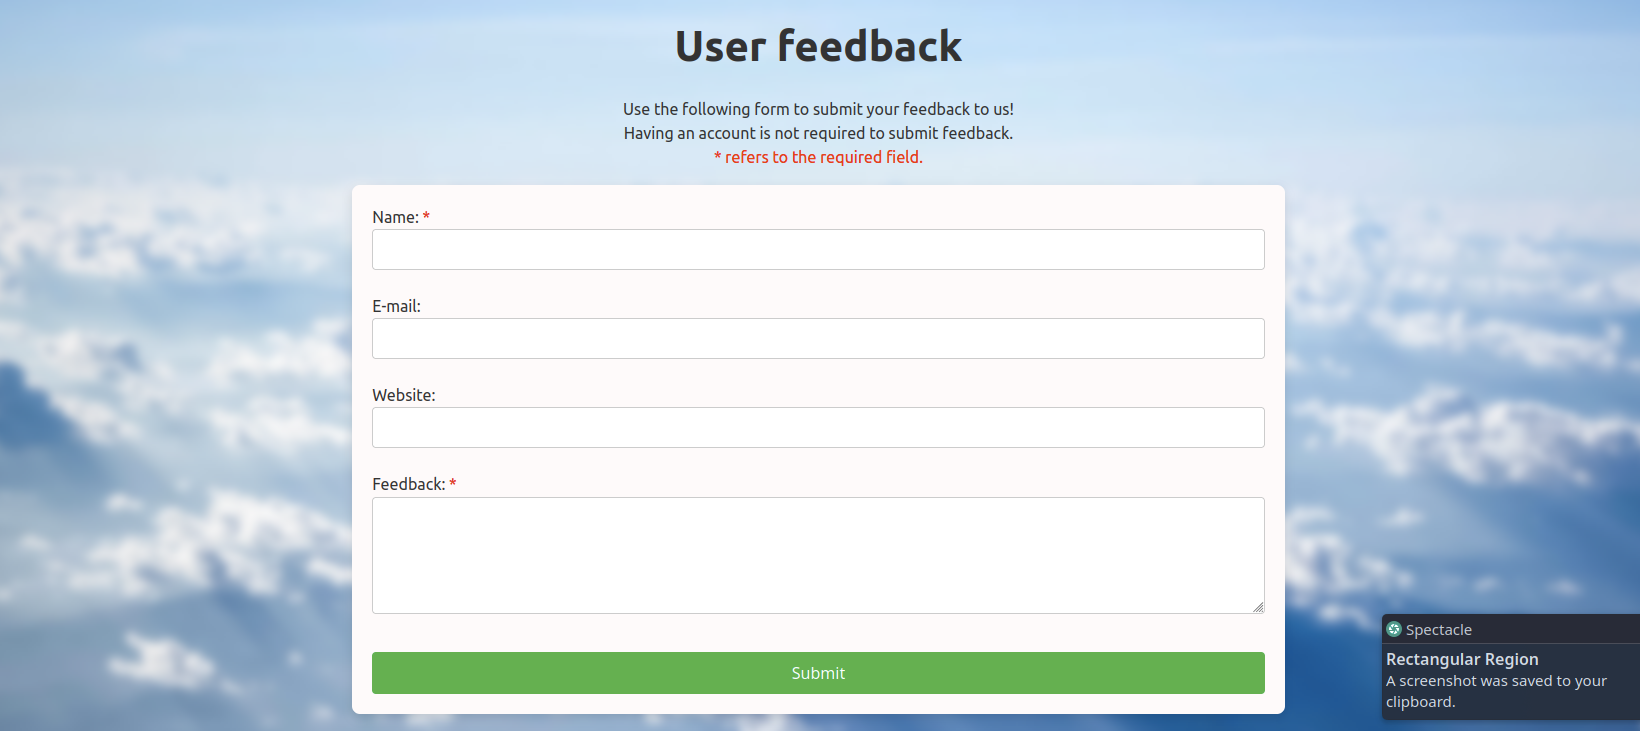 User feedback
Use the following form to submit your feedback to us!
Having an account is not required to submit feedback.
* refers to the required field.
Name: *
E-mail:
Website:
Feedback: *
Submit
Spectacle
Rectangular Region
A screenshot was saved to your
clipboard.